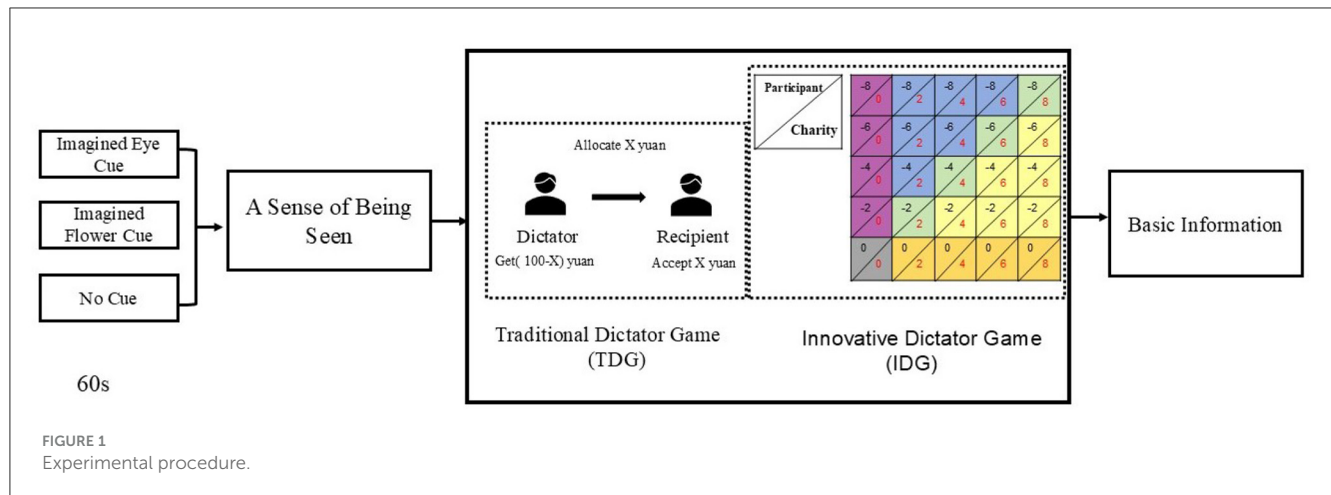 Imagined Eye
Cue
Imagined
Flower Cue
No Cue
60s
A Sense of Being
Seen
Allocate X yuan
Dictator
Recipient
Get( 100-X) yuan
Accept X yuan
Traditional Dictator Game
(TDG)
Participant
Charity
-8 -8 -8 -8 -8
0 2 4 6 8
-6 -6 -6 -6 -6
0 2 4 6 8
-4 -4 -4 -4 -4
0 2 4 6 8
-2 -2 -2 -2 -2
0 2 4 6 8
0 0 0 0 0
0 2 4 6 8
Innovative Dictator Game
(IDG)
Basic Information
FIGURE 1
Experimental procedure.